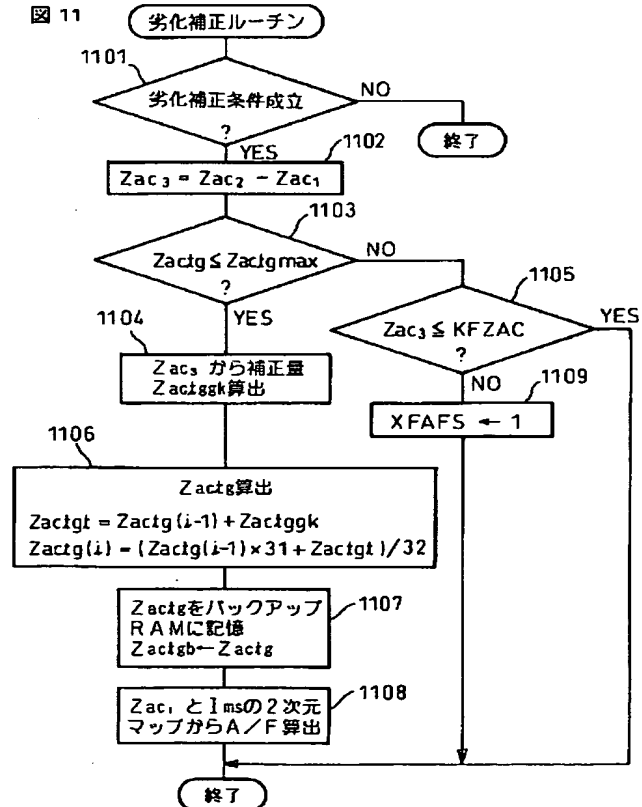 図 11
劣化補正ルーチン
1101
劣化補正条件成立
?
NO
終了
YES
1102
Zac₃ = Zac₂ − Zac₁
1103
Zactg ≦ Zactgmax
?
NO
YES
1105
Zac₃ ≦ KFZAC
?
YES
NO
1104
Zac₃ から補正量
Zactggk算出
1109
XFAFS ← 1
1106
Zactg算出
Zactgt = Zactg(i-1) + Zactggk
Zactg(i) = (Zactg(i-1)×31 + Zactgt)/32
1107
Zactgをバックアップ
RAMに記憶
Zactgb←Zactg
1108
Zac₁ とImsの2次元
マップからA/F算出
終了